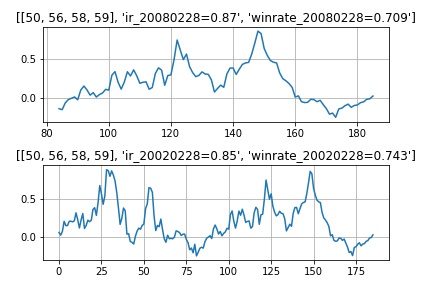 [[50, 56, 58, 59], 'ir_20080228=0.87', 'winrate_20080228=0.709']
0.5
0.0
80 100 120 140 160 180
[[50, 56, 58, 59], 'ir_20020228=0.85', 'winrate_20020228=0.743']
0.5
0.0
0 25 50 75 100 125 150 175